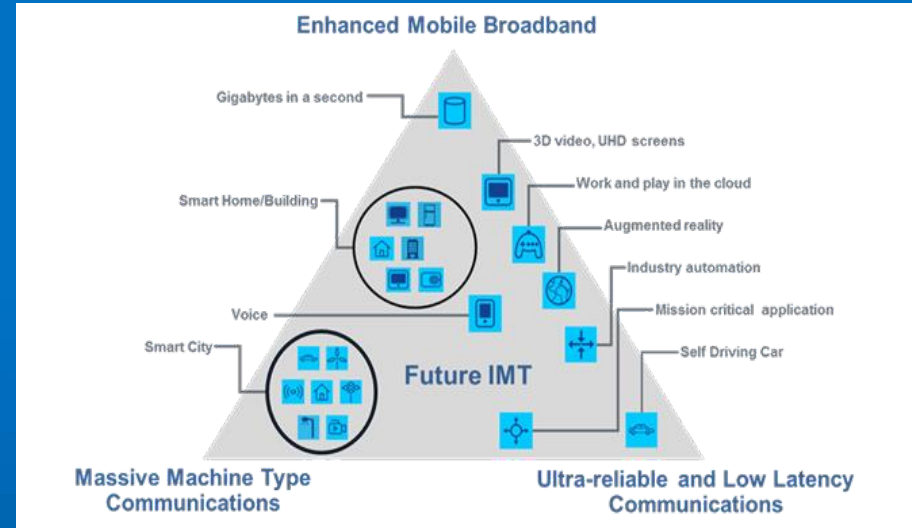 Enhanced Mobile Broadband
Gigabytes in a second
3D video, UHD screens
Work and play in the cloud
Smart Home/Building
Augmented reality
Industry automation
Mission critical application
Voice
Smart City
Self Driving Car
Future IMT
Massive Machine Type
Communications
Ultra-reliable and Low Latency
Communications